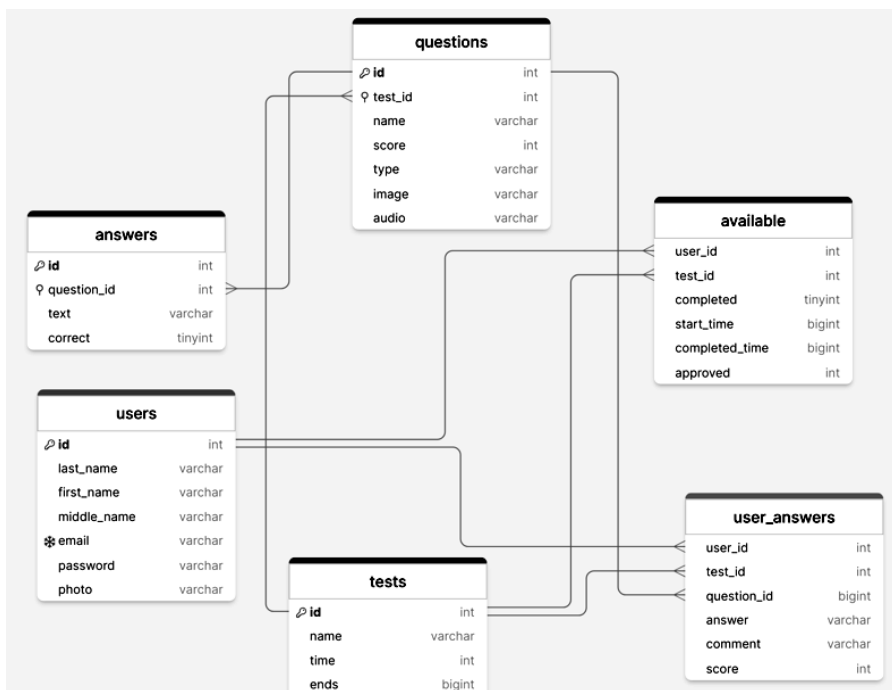 questions
id int
test_id int
name varchar
score int
type varchar
image varchar
audio varchar
answers
id int
question_id int
text varchar
correct tinyint
available
user_id int
test_id int
completed tinyint
start_time bigint
completed_time bigint
approved int
users
id int
last_name varchar
first_name varchar
middle_name varchar
email varchar
password varchar
photo varchar
tests
id int
name varchar
time int
ends bigint
user_answers
user_id int
test_id int
question_id bigint
answer varchar
comment varchar
score int